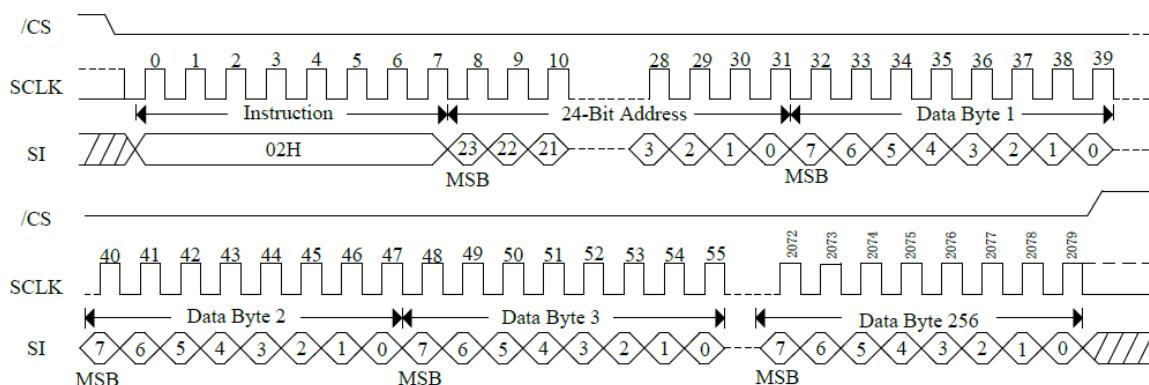 /CS
0 1 2 3 4 5 6 7 8 9 10 28 29 30 31 32 33 34 35 36 37 38 39
SCLK
Instruction 24-Bit Address Data Byte 1
SI 02H 23 22 21 3 2 1 0 7 6 5 4 3 2 1 0
MSB MSB
/CS
40 41 42 43 44 45 46 47 48 49 50 51 52 53 54 55 2072 2073 2074 2075 2076 2077 2078 2079
SCLK
Data Byte 2 Data Byte 3 Data Byte 256
SI 7 6 5 4 3 2 1 0 7 6 5 4 3 2 1 0 7 6 5 4 3 2 1 0
MSB MSB MSB